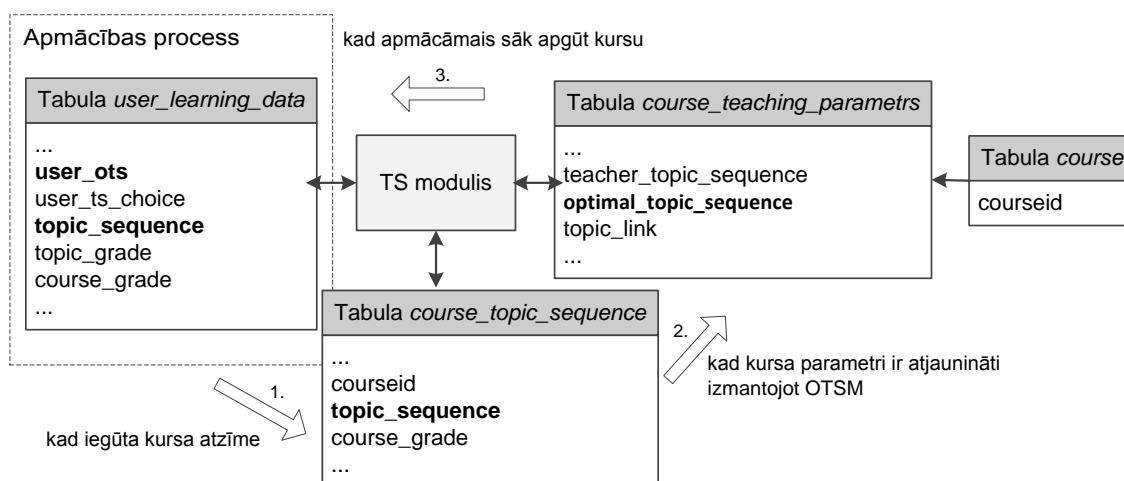 Apmācības process
kad apmācāmais sāk apgūt kursu
3.
Tabula user_learning_data
...
user_ots
user_ts_choice
topic_sequence
topic_grade
course_grade
...
TS modulis
Tabula course_teaching_parametrs
...
teacher_topic_sequence
optimal_topic_sequence
topic_link
...
Tabula course
courseid
Tabula course_topic_sequence
...
courseid
topic_sequence
course_grade
...
1.
kad iegūta kursa atzīme
2.
kad kursa parametri ir atjaunināti
izmantojot OTSM